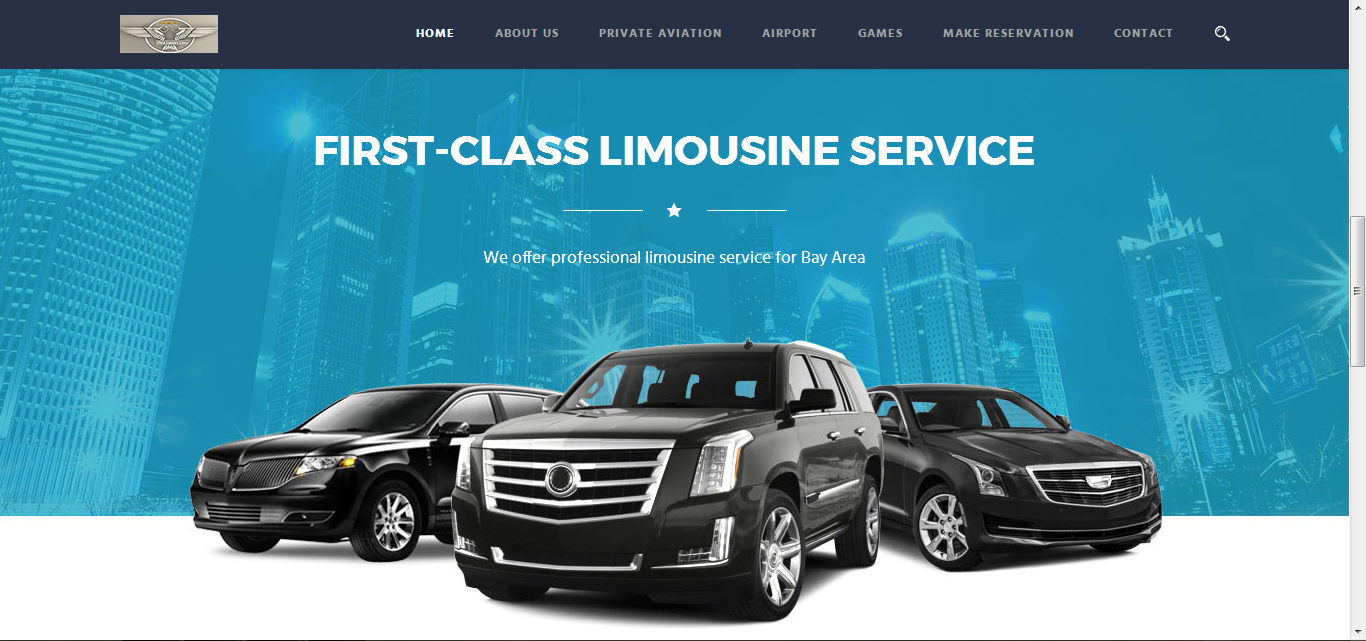 HOME ABOUT US PRIVATE AVIATION AIRPORT GAMES MAKE RESERVATION CONTACT
FIRST-CLASS LIMOUSINE SERVICE
We offer professional limousine service for Bay Area